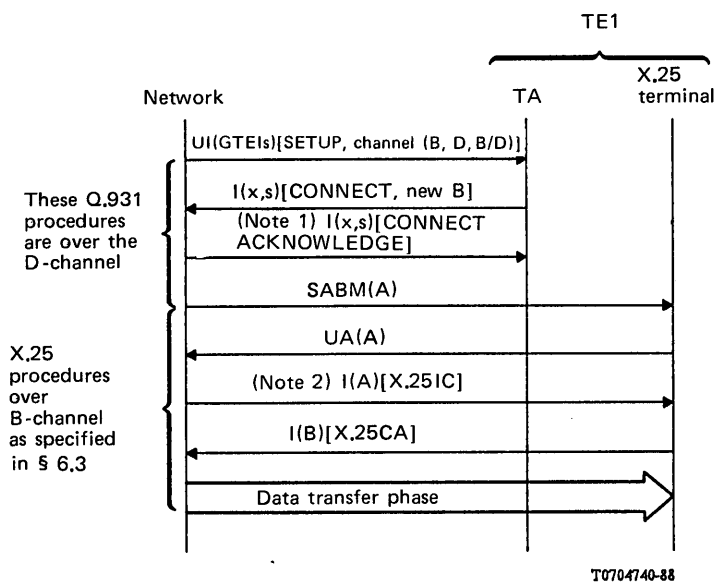 TE1
Network
TA
X.25
terminal
UI(GTEIs)[SETUP, channel (B, D, B/D)]
These Q.931
procedures
are over the
D-channel
I(x,s)[CONNECT, new B]
(Note 1) I(x,s)[CONNECT
ACKNOWLEDGE]
SABM(A)
UA(A)
X.25
procedures
over
B-channel
as specified
in § 6.3
(Note 2) I(A)[X.25IC]
I(B)[X.25CA]
Data transfer phase
T0704740-88